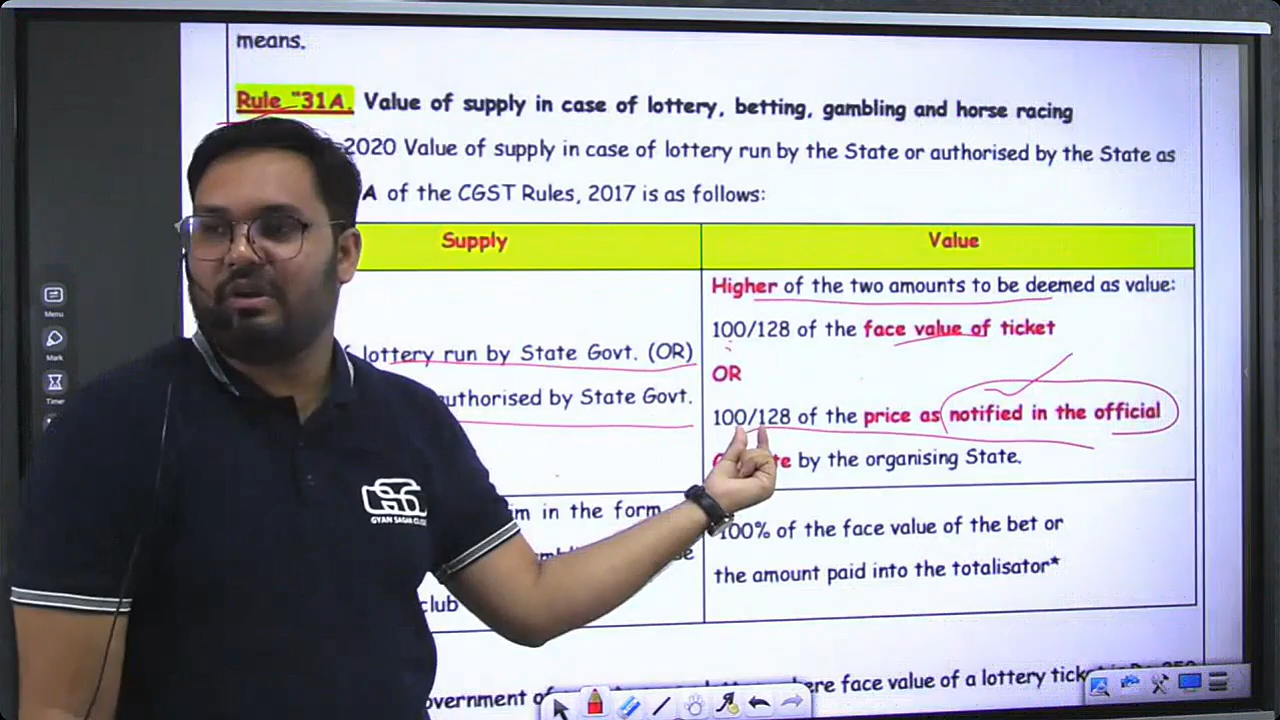 means.
Rule "31A. Value of supply in case of lottery, betting, gambling and horse racing
2020 Value of supply in case of lottery run by the State or authorised by the State as
A of the CGST Rules, 2017 is as follows:
Supply
Value
lottery run by State Govt. (OR)
authorised by State Govt.
Higher of the two amounts to be deemed as value:
100/128 of the face value of ticket
OR
100/128 of the price as notified in the official
by the organising State.
in the form
club
100% of the face value of the bet or
the amount paid into the totalisator*
face value of a lottery
Menu
Mark
Timer
GYAN SAGAR